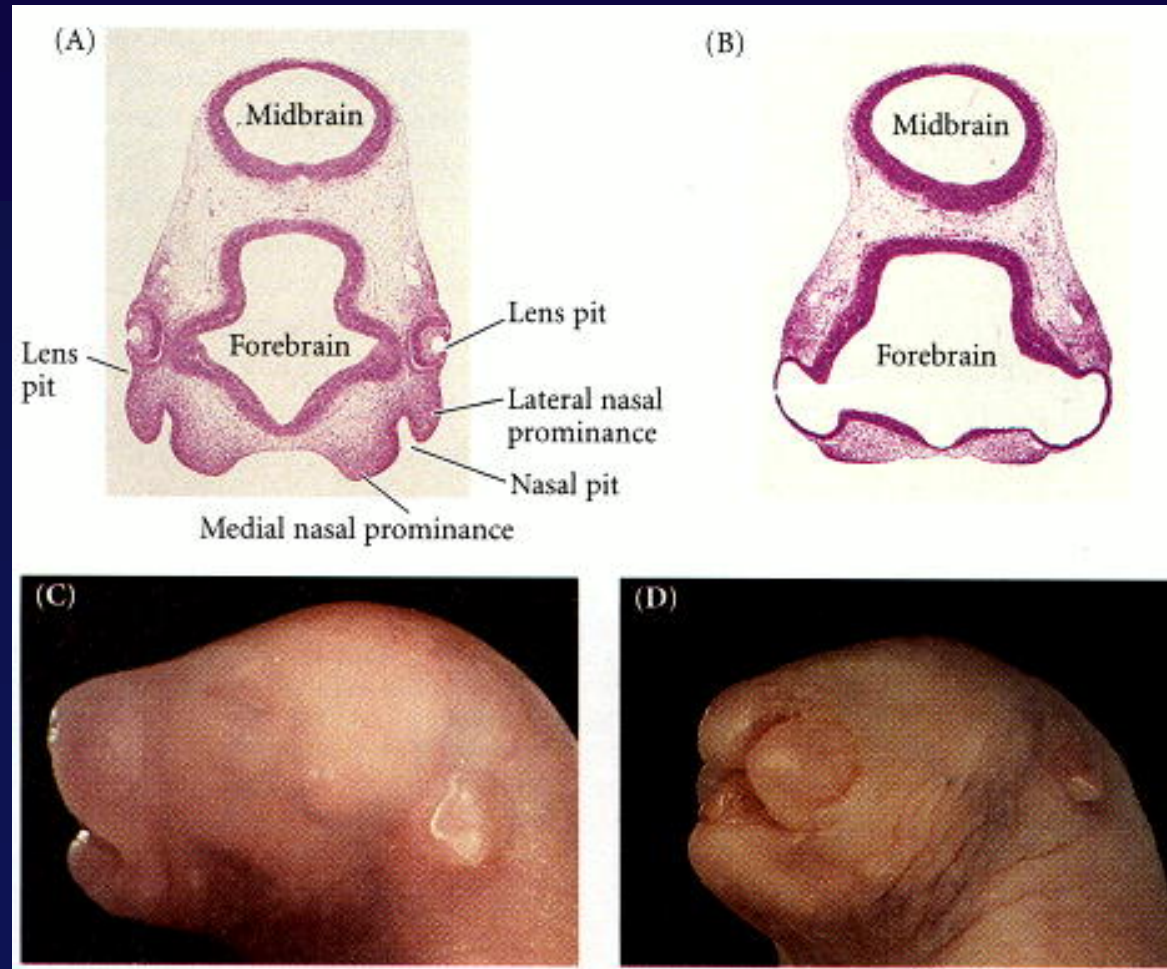 (A)
Midbrain
Forebrain
Lens
pit
Lens pit
Lateral nasal
prominance
Nasal pit
Medial nasal prominance
(B)
Midbrain
Forebrain
(C)
(D)